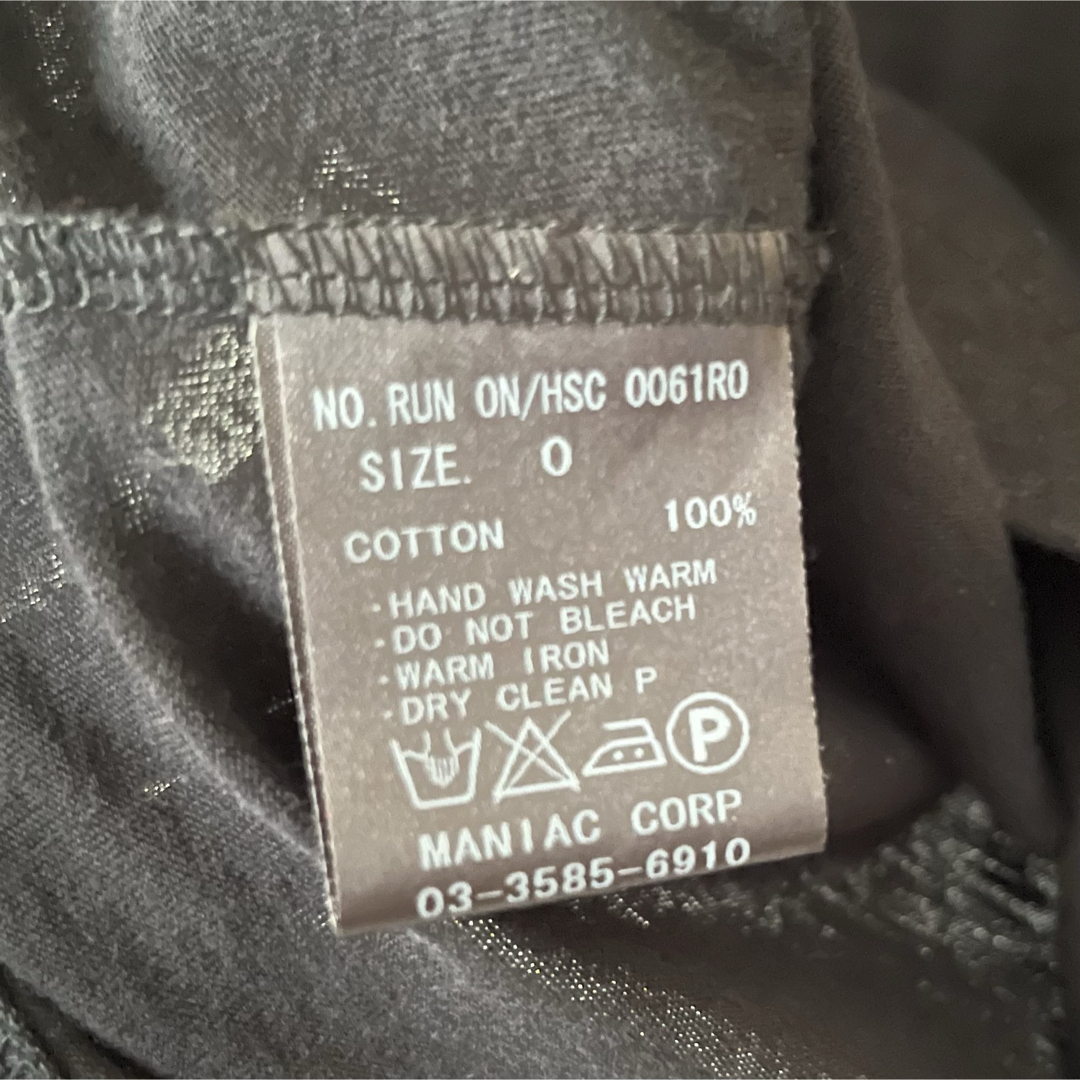 NO. RUN ON/HSC 0061R0
SIZE. 0
COTTON 100%
·HAND WASH WARM
·DO NOT BLEACH
·WARM IRON
·DRY CLEAN P
P
MANIAC CORP.
03-3585-6910